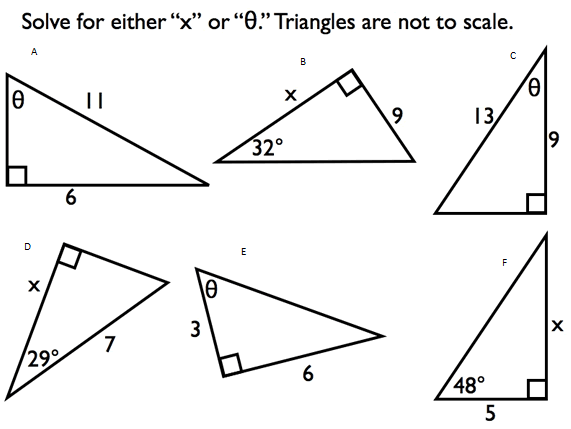 Solve for either “x” or “θ.” Triangles are not to scale.
A
θ
11
6
B
x
9
32°
C
θ
13
9
D
x
29°
7
E
θ
3
6
F
x
48°
5